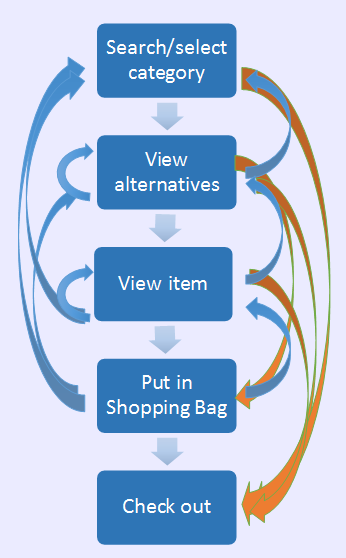 Search/select
category
View
alternatives
View item
Put in
Shopping Bag
Check out